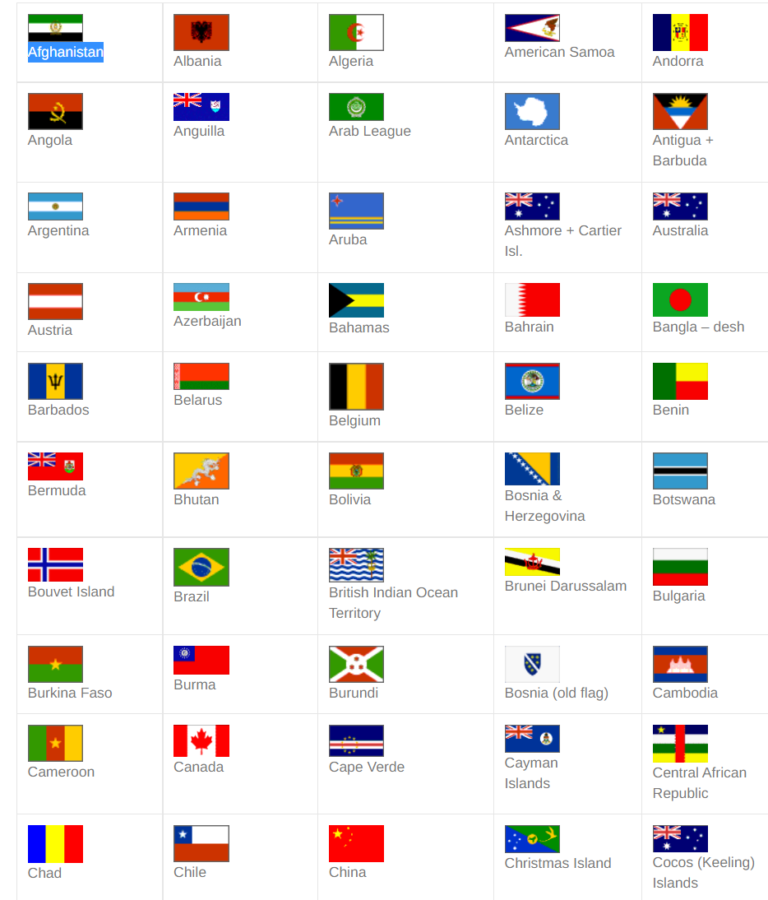 Afghanistan
Albania
Algeria
American Samoa
Andorra
Angola
Anguilla
Arab League
Antarctica
Antigua +
Barbuda
Argentina
Armenia
Aruba
Ashmore + Cartier
Isl.
Australia
Austria
Azerbaijan
Bahamas
Bahrain
Bangla – desh
Barbados
Belarus
Belgium
Belize
Benin
Bermuda
Bhutan
Bolivia
Bosnia &
Herzegovina
Botswana
Bouvet Island
Brazil
British Indian Ocean
Territory
Brunei Darussalam
Bulgaria
Burkina Faso
Burma
Burundi
Bosnia (old flag)
Cambodia
Cameroon
Canada
Cape Verde
Cayman
Islands
Central African
Republic
Chad
Chile
China
Christmas Island
Cocos (Keeling)
Islands